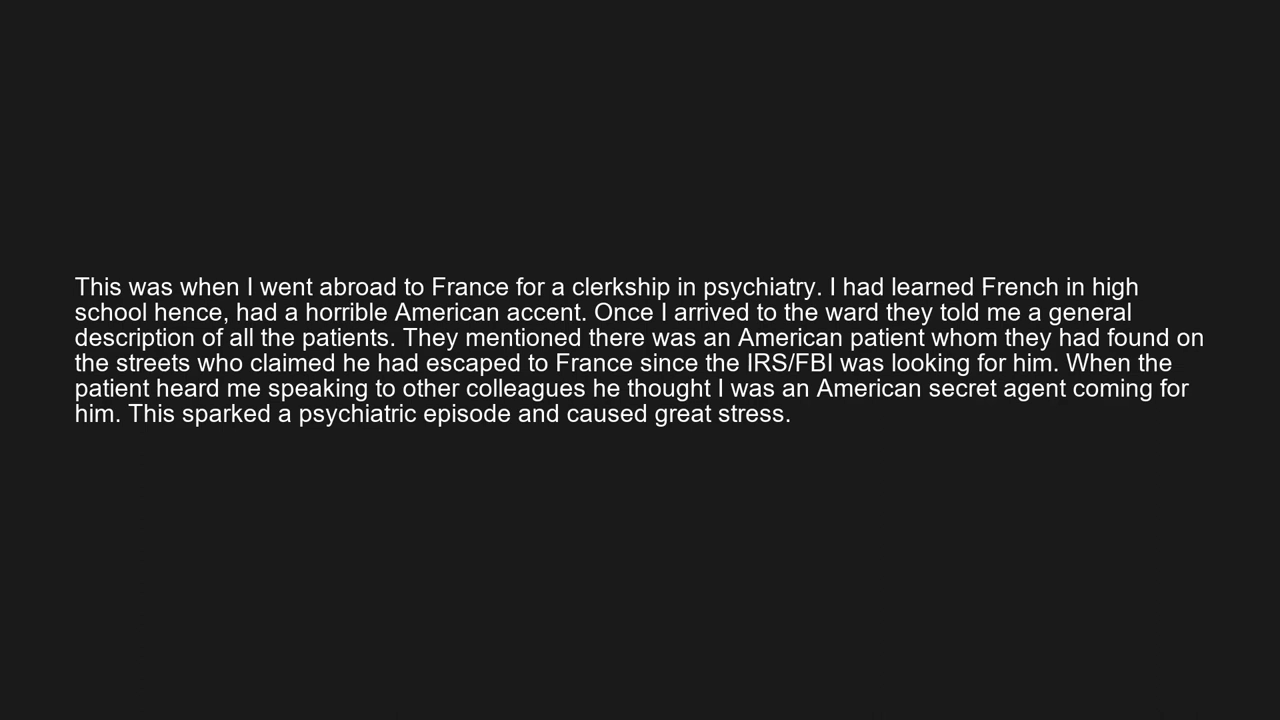 This was when I went abroad to France for a clerkship in psychiatry. I had learned French in high
school hence, had a horrible American accent. Once I arrived to the ward they told me a general
description of all the patients. They mentioned there was an American patient whom they had found on
the streets who claimed he had escaped to France since the IRS/FBI was looking for him. When the
patient heard me speaking to other colleagues he thought I was an American secret agent coming for
him. This sparked a psychiatric episode and caused great stress.